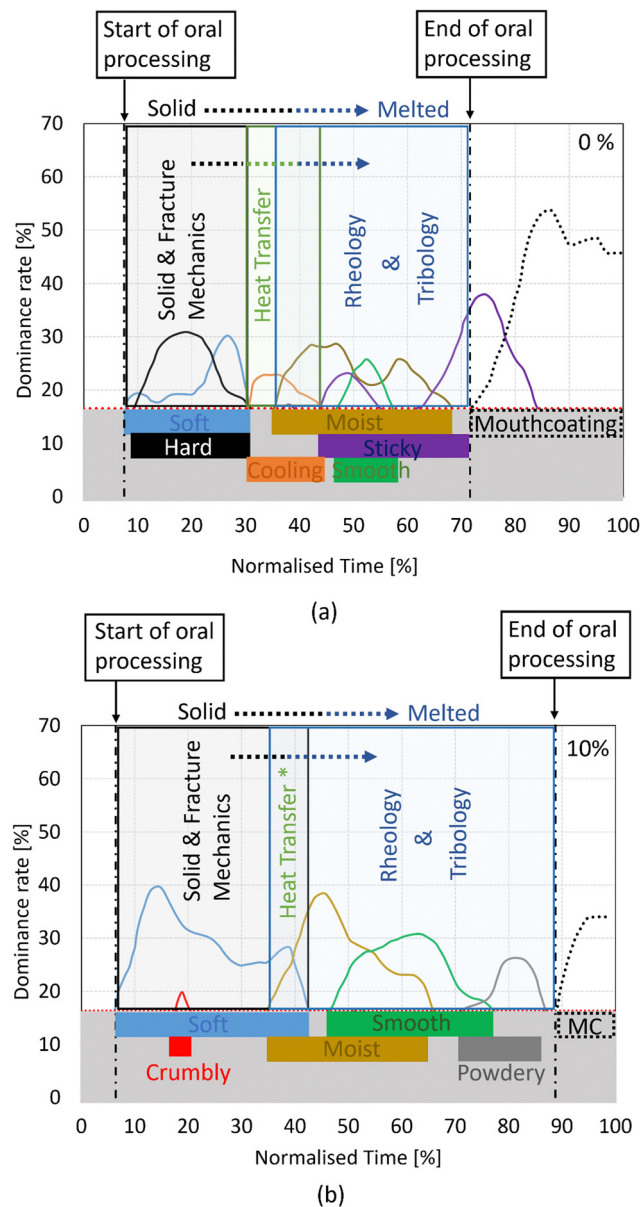 Start of oral
processing
End of oral
processing
Solid
Melted
0 %
Solid & Fracture
Mechanics
Heat Transfer
Rheology
&
Tribology
Dominance rate [%]
70
60
50
40
30
20
10
0
Soft
Moist
Mouthcoating
Hard
Sticky
Cooling
Smooth
0 10 20 30 40 50 60 70 80 90 100
Normalised Time [%]
(a)
Start of oral
processing
End of oral
processing
Solid
Melted
10%
Solid & Fracture
Mechanics
Heat Transfer *
Rheology
&
Tribology
Dominance rate [%]
70
60
50
40
30
20
10
0
Soft
Smooth
MC
Moist
Crumbly
Powdery
0 10 20 30 40 50 60 70 80 90 100
Normalised Time [%]
(b)